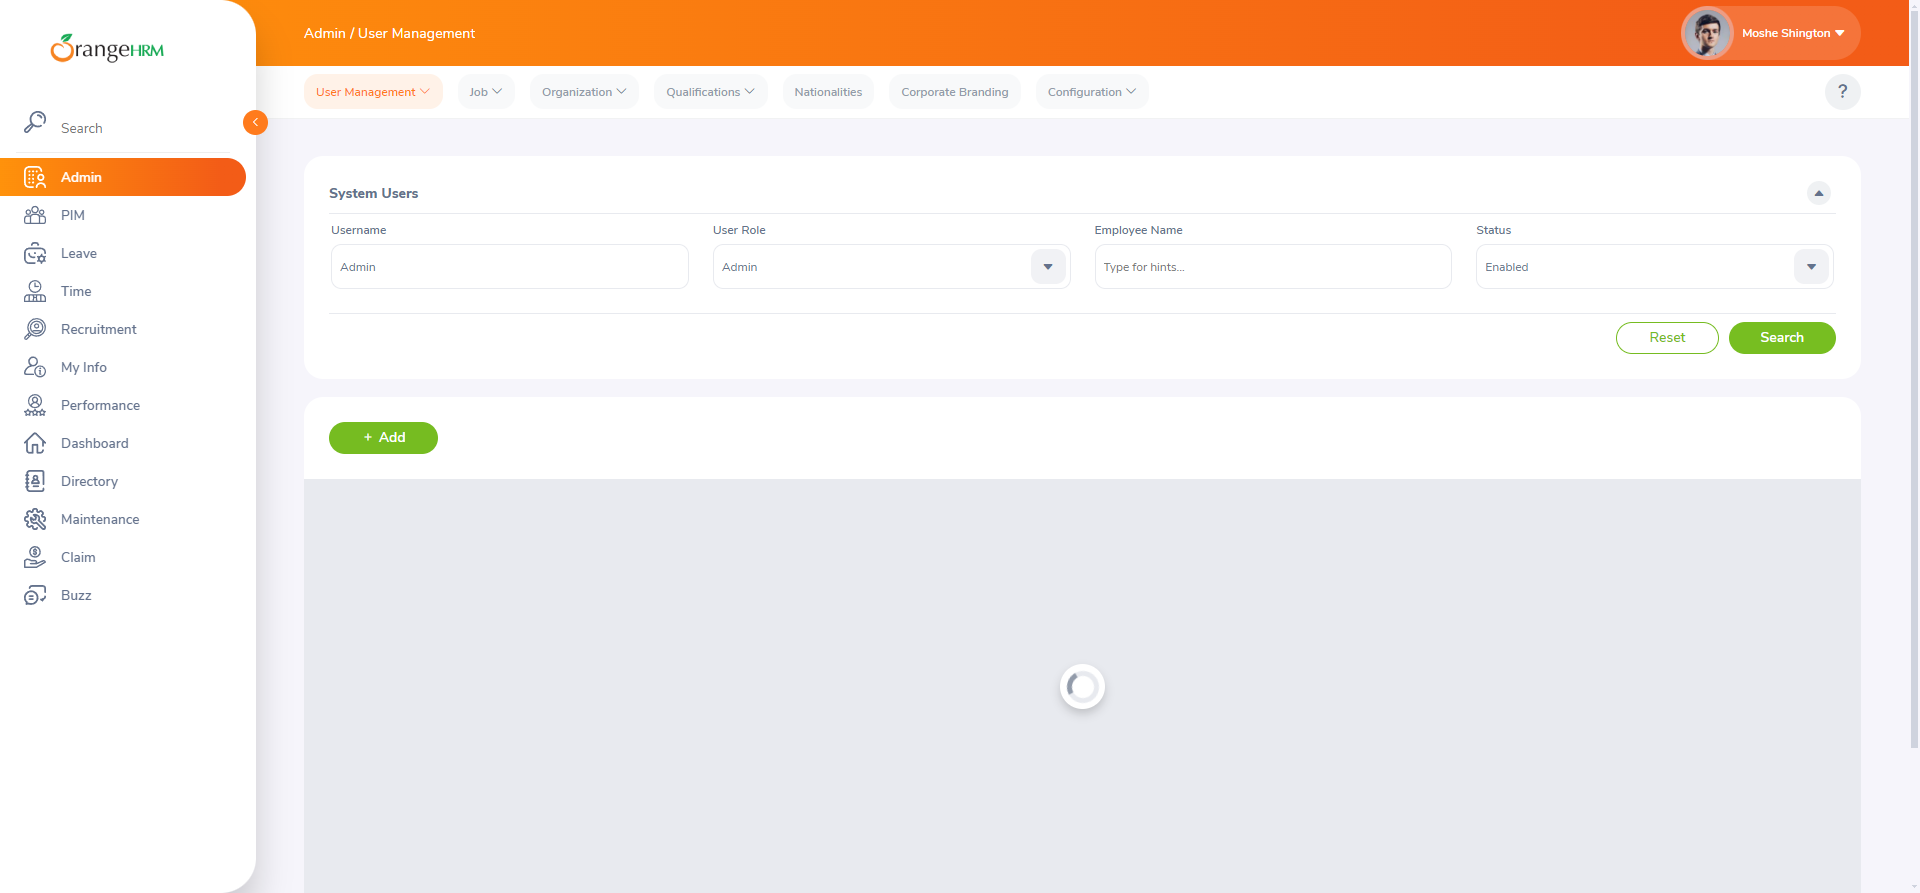 OrangeHRM
Admin / User Management
Moshe Shington
User Management
Job
Organization
Qualifications
Nationalities
Corporate Branding
Configuration
?
Search
Admin
PIM
Leave
Time
Recruitment
My Info
Performance
Dashboard
Directory
Maintenance
Claim
Buzz
System Users
Username
User Role
Employee Name
Status
Admin
Admin
Type for hints...
Enabled
Reset
Search
+ Add